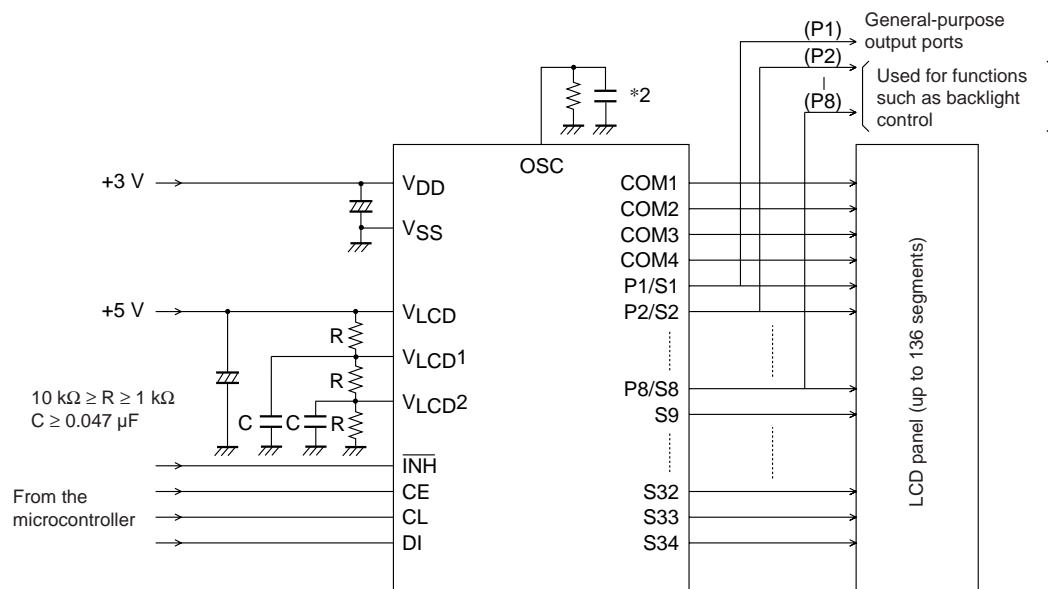 General-purpose
output ports
(P1)
(P2)
(P8)
Used for functions
such as backlight
control
*2
OSC
+3 V
VDD
VSS
+5 V
VLCD
R
VLCD1
R
VLCD2
C
C
R
10 kΩ ≥ R ≥ 1 kΩ
C ≥ 0.047 µF
INH
CE
CL
DI
From the
microcontroller
COM1
COM2
COM3
COM4
P1/S1
P2/S2
P8/S8
S9
S32
S33
S34
LCD panel (up to 136 segments)